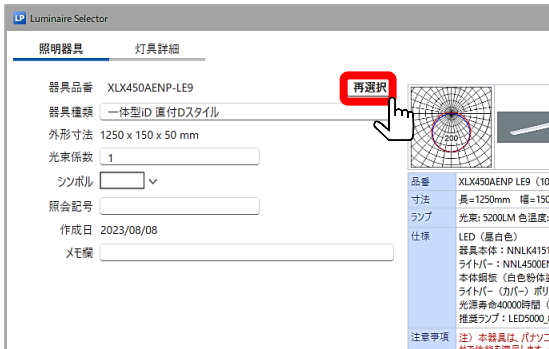 LP Luminaire Selector
照明器具 灯具詳細
器具品番 XLX450AENP-LE9 再選択
器具種類 一体型iD 直付Dスタイル
外形寸法 1250 x 150 x 50 mm
光束係数 1
シンボル
照会記号
作成日 2023/08/08
メモ欄
200
品番 XLX450AENP LE9 (10
寸法 長=1250mm 幅=150
ランプ 光束: 5200LM 色温度:
仕様 LED (昼白色)
器具本体:NNLK4151
ライトバー:NNL4500EN
本体鋼板(白色粉体塗
ライトバー(カバー)ポリ
光源寿命40000時間(
推奨ランプ:LED5000_8
注意事項 注)本器具は、パナソニ